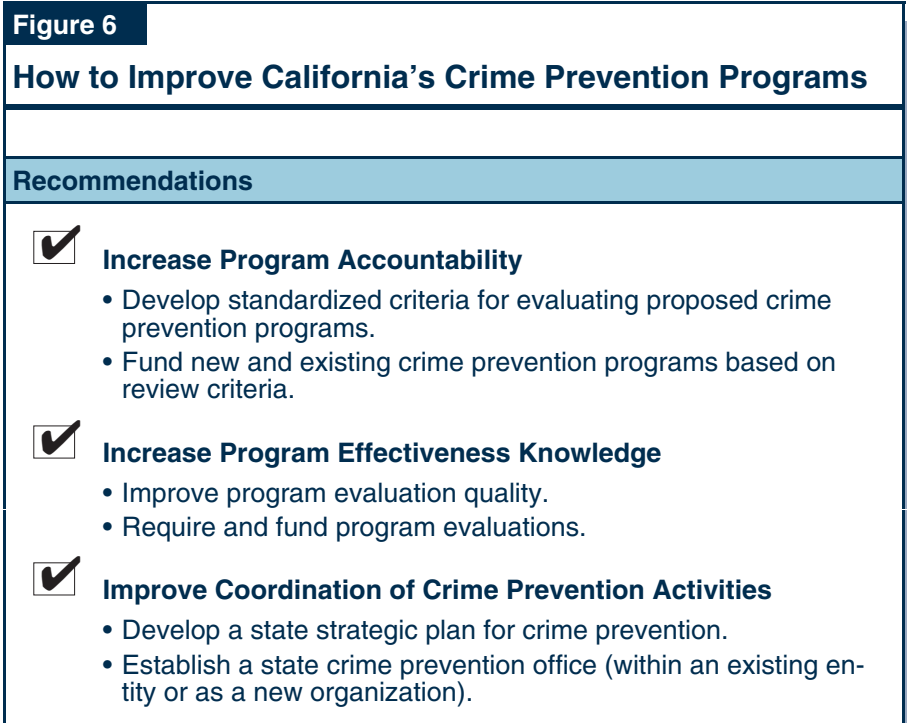 Figure 6
How to Improve California’s Crime Prevention Programs
Recommendations
Increase Program Accountability
• Develop standardized criteria for evaluating proposed crime
prevention programs.
• Fund new and existing crime prevention programs based on
review criteria.
Increase Program Effectiveness Knowledge
• Improve program evaluation quality.
• Require and fund program evaluations.
Improve Coordination of Crime Prevention Activities
• Develop a state strategic plan for crime prevention.
• Establish a state crime prevention office (within an existing en-
tity or as a new organization).